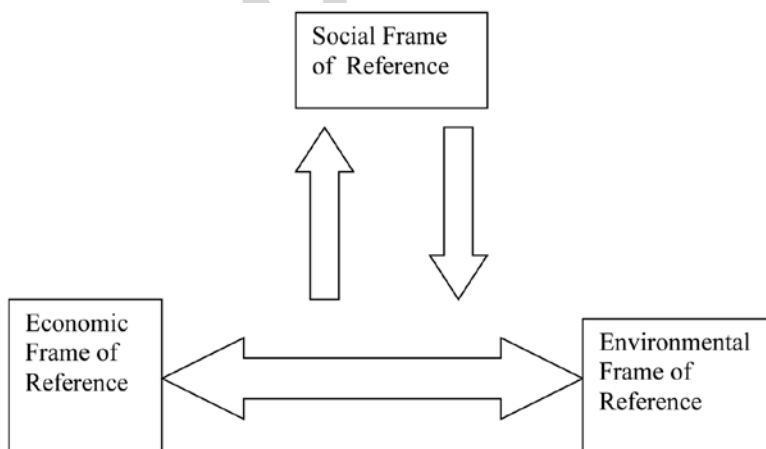 Social Frame
of Reference
Economic
Frame of
Reference
Environmental
Frame of
Reference